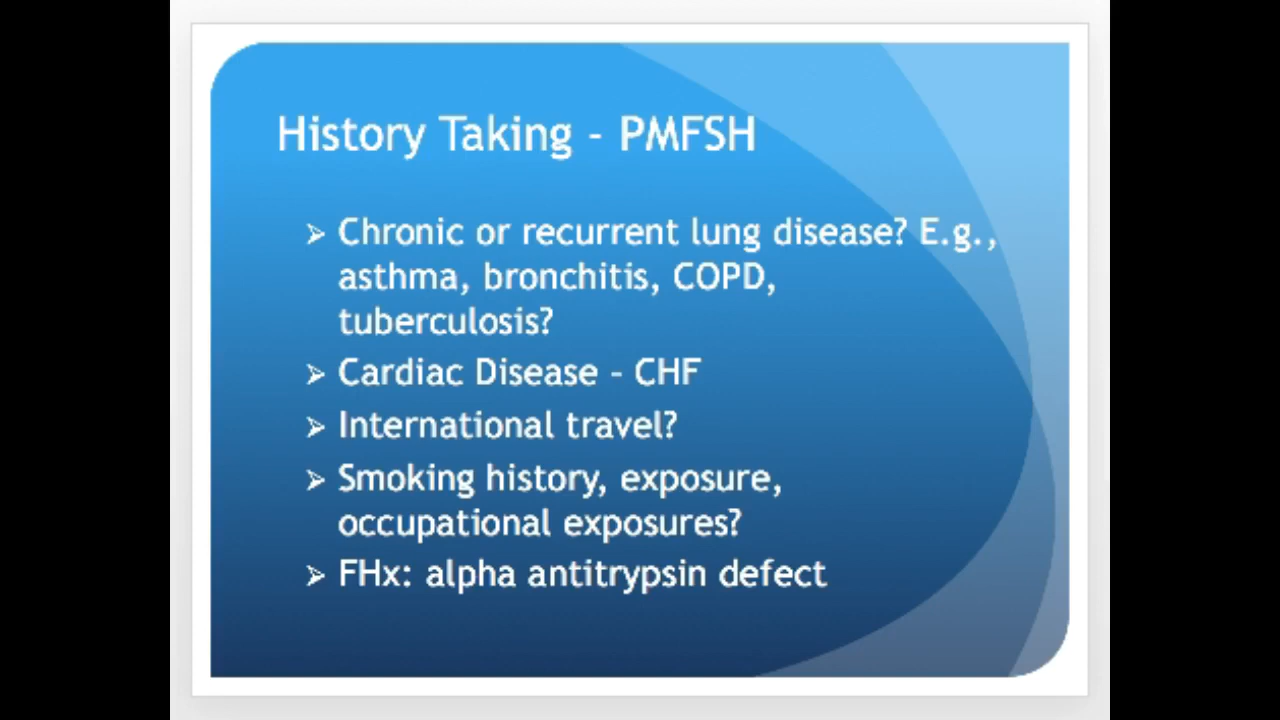 History Taking - PMFSH
➢ Chronic or recurrent lung disease? E.g.,
asthma, bronchitis, COPD,
tuberculosis?
➢ Cardiac Disease – CHF
➢ International travel?
➢ Smoking history, exposure,
occupational exposures?
➢ FHx: alpha antitrypsin defect